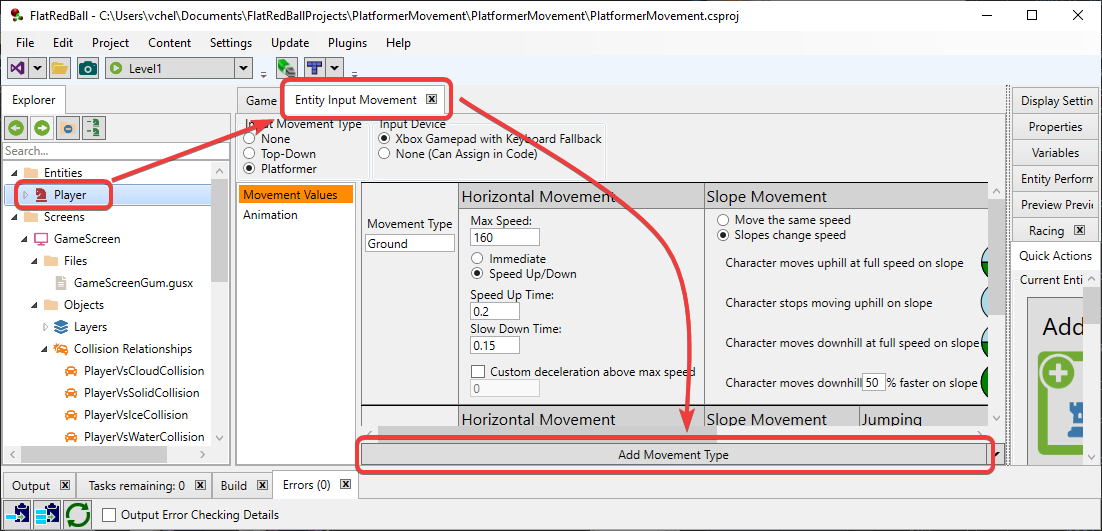 FlatRedBall - C:\Users\vchel\Documents\FlatRedBallProjects\PlatformerMovement\PlatformerMovement\PlatformerMovement.csproj
File Edit Project Content Settings Update Plugins Help
Level1
Explorer
Search...
Entities
Player
Screens
GameScreen
Files
GameScreenGum.gusx
Objects
Layers
Collision Relationships
PlayerVsCloudCollision
PlayerVsSolidCollision
PlayerVsIceCollision
PlayerVsWaterCollision
Game Entity Input Movement
Input Movement Type
None
Top-Down
Platformer
Input Device
Xbox Gamepad with Keyboard Fallback
None (Can Assign in Code)
Movement Values
Animation
Movement Type
Ground
Horizontal Movement
Max Speed:
160
Immediate
Speed Up/Down
Speed Up Time:
0.2
Slow Down Time:
0.15
Custom deceleration above max speed
0
Slope Movement
Move the same speed
Slopes change speed
Character moves uphill at full speed on slope
Character stops moving uphill on slope
Character moves downhill at full speed on slope
Character moves downhill 50 % faster on slope
Horizontal Movement Slope Movement Jumping
Add Movement Type
Display Settin
Properties
Variables
Entity Perform
Preview Previ
Racing
Quick Actions
Current Enti
Add
Output Tasks remaining: 0 Build Errors (0)
Output Error Checking Details